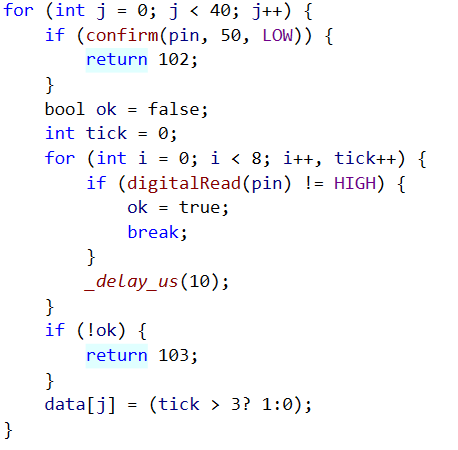 for (int j = 0; j < 40; j++) {
    if (confirm(pin, 50, LOW)) {
        return 102;
    }
    bool ok = false;
    int tick = 0;
    for (int i = 0; i < 8; i++, tick++) {
        if (digitalRead(pin) != HIGH) {
            ok = true;
            break;
        }
        _delay_us(10);
    }
    if (!ok) {
        return 103;
    }
    data[j] = (tick > 3? 1:0);
}